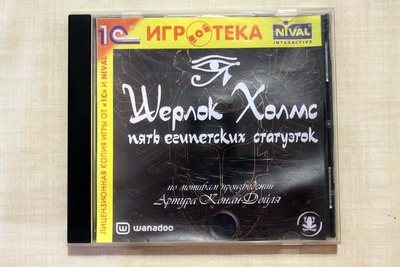 1С ИГРОТЕКА NIVAL
INTERACTIVE
ЛИЦЕНЗИОННАЯ КОПИЯ ИГРЫ ОТ «1С» И NIVAL
Шерлок Холмс
пять египетских статуэток
по мотивам произведений
Артура Конан-Дойля
wanadoo